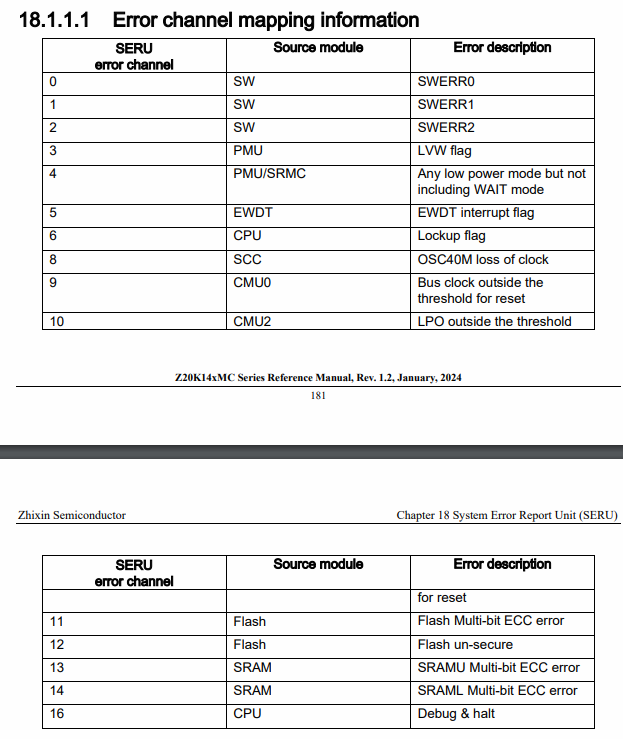 18.1.1.1 Error channel mapping information
SERU Source module Error description
error channel
0 SW SWERR0
1 SW SWERR1
2 SW SWERR2
3 PMU LVW flag
4 PMU/SRMC Any low power mode but not
including WAIT mode
5 EWDT EWDT interrupt flag
6 CPU Lockup flag
8 SCC OSC40M loss of clock
9 CMU0 Bus clock outside the
threshold for reset
10 CMU2 LPO outside the threshold
Z20K14xMC Series Reference Manual, Rev. 1.2, January, 2024
181
Zhixin Semiconductor Chapter 18 System Error Report Unit (SERU)
SERU Source module Error description
error channel
for reset
11 Flash Flash Multi-bit ECC error
12 Flash Flash un-secure
13 SRAM SRAMU Multi-bit ECC error
14 SRAM SRAML Multi-bit ECC error
16 CPU Debug & halt